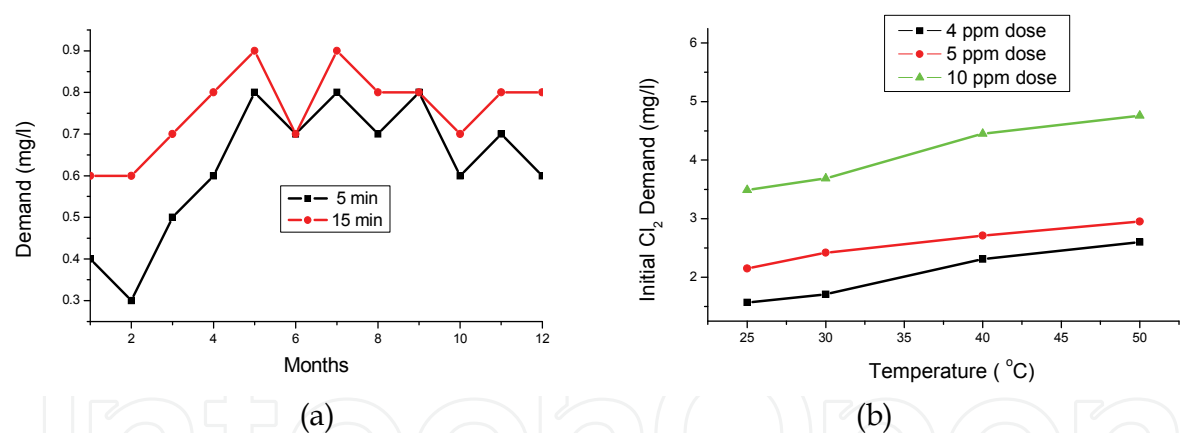 Demand (mg/l)
0.9
0.8
0.7
0.6
0.5
0.4
0.3
5 min
15 min
2 4 6 8 10 12
Months
(a)
Initial Cl2 Demand (mg/l)
4 ppm dose
5 ppm dose
10 ppm dose
6
5
4
3
2
25 30 35 40 45 50
Temperature ( °C)
(b)